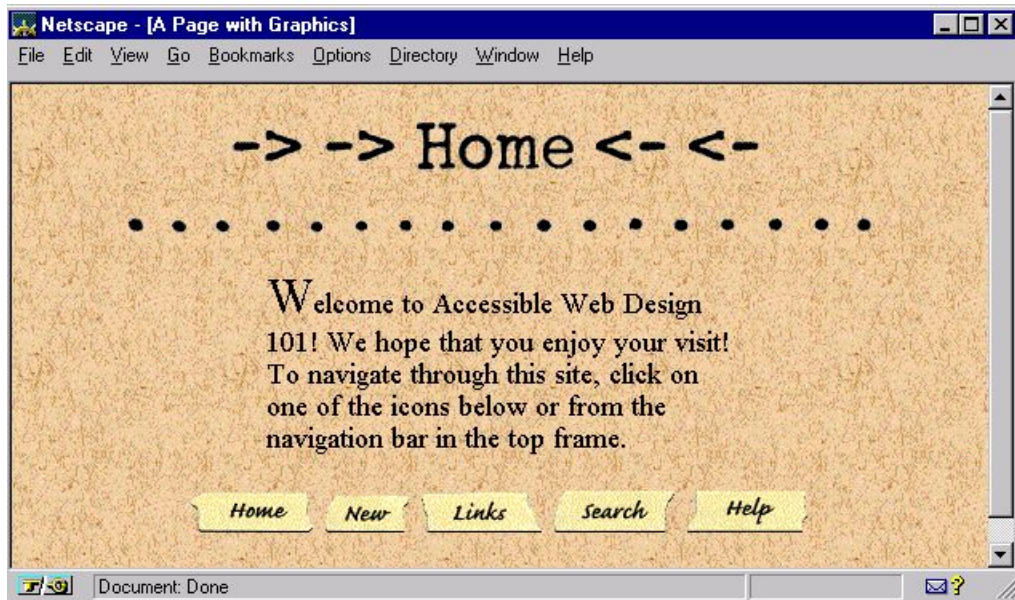 Netscape - [A Page with Graphics]
File Edit View Go Bookmarks Options Directory Window Help
-> -> Home <- <-
Welcome to Accessible Web Design
101! We hope that you enjoy your visit!
To navigate through this site, click on
one of the icons below or from the
navigation bar in the top frame.
Home New Links Search Help
Document: Done